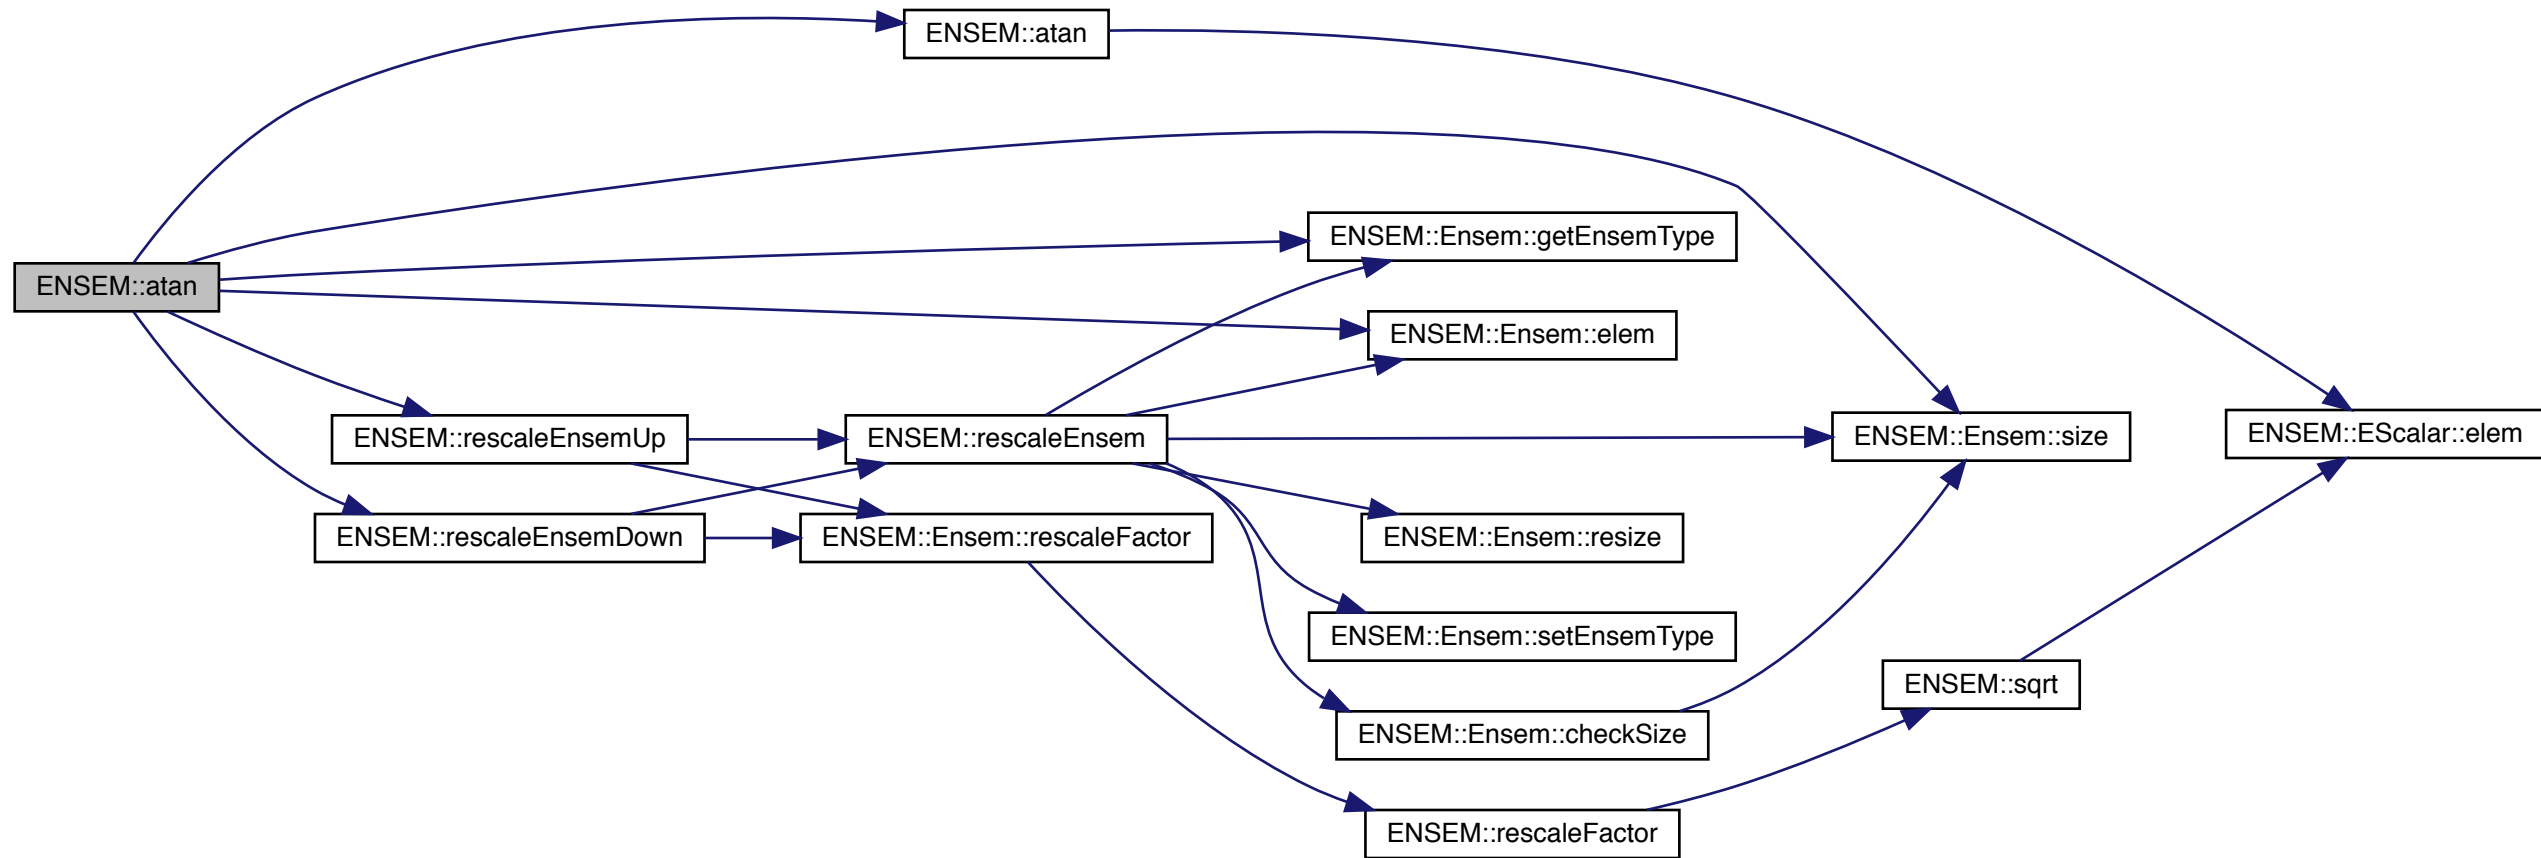 ENSEM::atan
ENSEM::atan
ENSEM::Ensem::getEnsemType
ENSEM::Ensem::elem
ENSEM::rescaleEnsemUp
ENSEM::rescaleEnsem
ENSEM::Ensem::size
ENSEM::EScalar::elem
ENSEM::rescaleEnsemDown
ENSEM::Ensem::rescaleFactor
ENSEM::Ensem::resize
ENSEM::Ensem::setEnsemType
ENSEM::sqrt
ENSEM::Ensem::checkSize
ENSEM::rescaleFactor